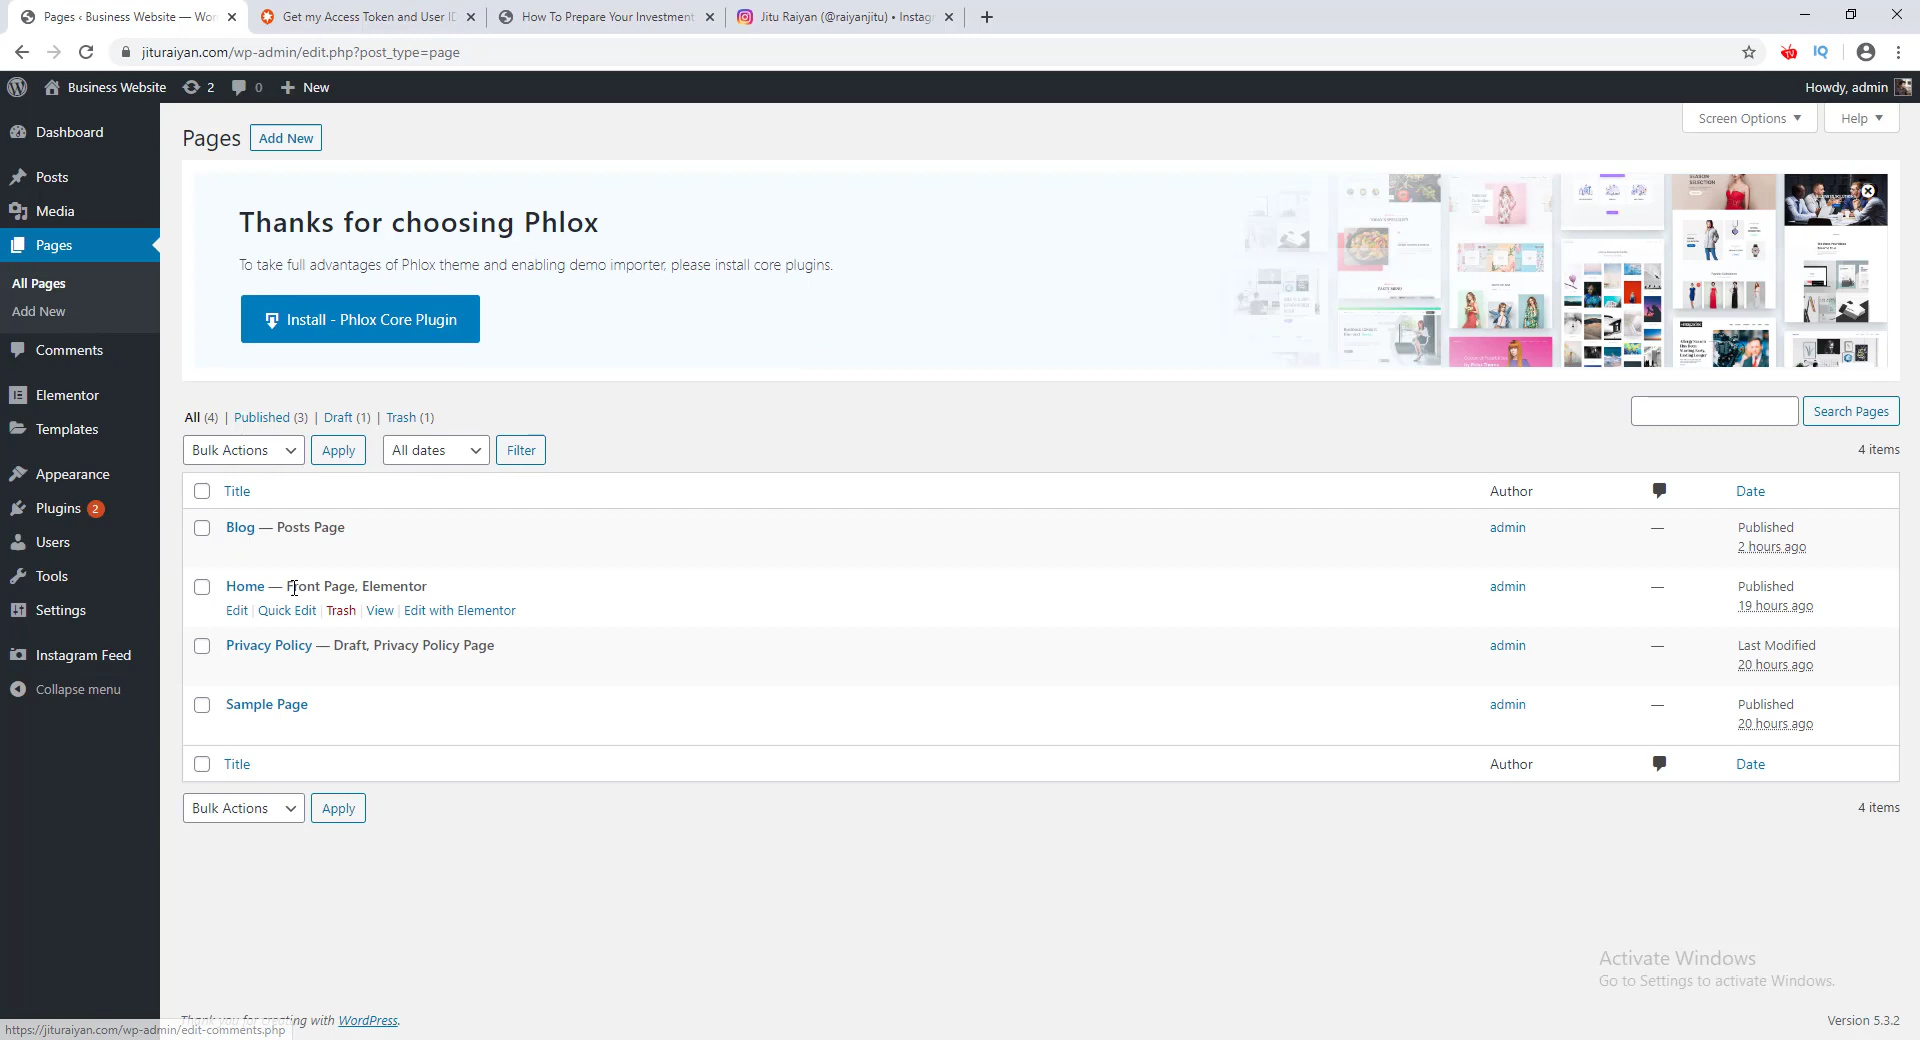 Pages ‹ Business Website — Wor
Get my Access Token and User ID
How To Prepare Your Investment
Jitu Raiyan (@raiyanjitu) • Instag
jituraiyan.com/wp-admin/edit.php?post_type=page
Business Website 2 0 New
Howdy, admin
Dashboard
Posts
Media
Pages
All Pages
Add New
Comments
Elementor
Templates
Appearance
Plugins 2
Users
Tools
Settings
Instagram Feed
Collapse menu
Pages Add New
Screen Options Help
Thanks for choosing Phlox
To take full advantages of Phlox theme and enabling demo importer, please install core plugins.
Install - Phlox Core Plugin
All (4) | Published (3) | Draft (1) | Trash (1)
Search Pages
Bulk Actions Apply All dates Filter
4 items
Title Author Date
Blog — Posts Page admin — Published
2 hours ago
Home — Front Page, Elementor admin — Published
Edit | Quick Edit | Trash | View | Edit with Elementor 19 hours ago
Privacy Policy — Draft, Privacy Policy Page admin — Last Modified
20 hours ago
Sample Page admin — Published
20 hours ago
Title Author Date
Bulk Actions Apply
4 items
Activate Windows
Go to Settings to activate Windows.
Thank you for creating with WordPress.
Version 5.3.2
https://jituraiyan.com/wp-admin/edit-comments.php